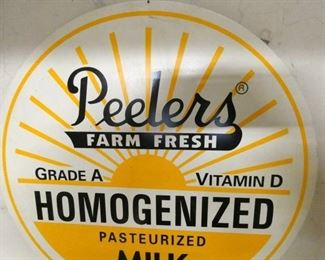 Peelers®
FARM FRESH
GRADE A VITAMIN D
HOMOGENIZED
PASTEURIZED
MILK